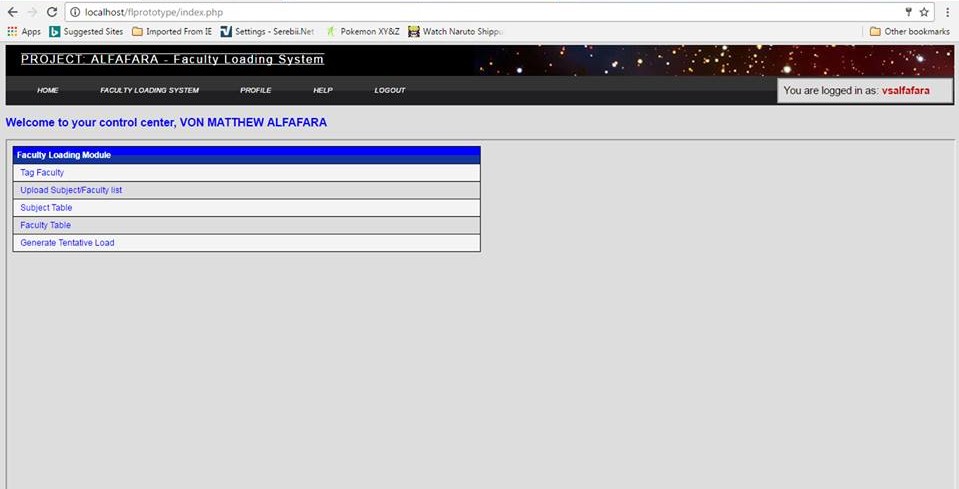 localhost/flprototype/index.php
Apps Suggested Sites Imported From IE Settings - Serebii.Net Pokemon XY&Z Watch Naruto Shippu Other bookmarks
PROJECT: ALFAFARA - Faculty Loading System
HOME FACULTY LOADING SYSTEM PROFILE HELP LOGOUT
You are logged in as: vsalfafara
Welcome to your control center, VON MATTHEW ALFAFARA
Faculty Loading Module
Tag Faculty
Upload Subject/Faculty list
Subject Table
Faculty Table
Generate Tentative Load